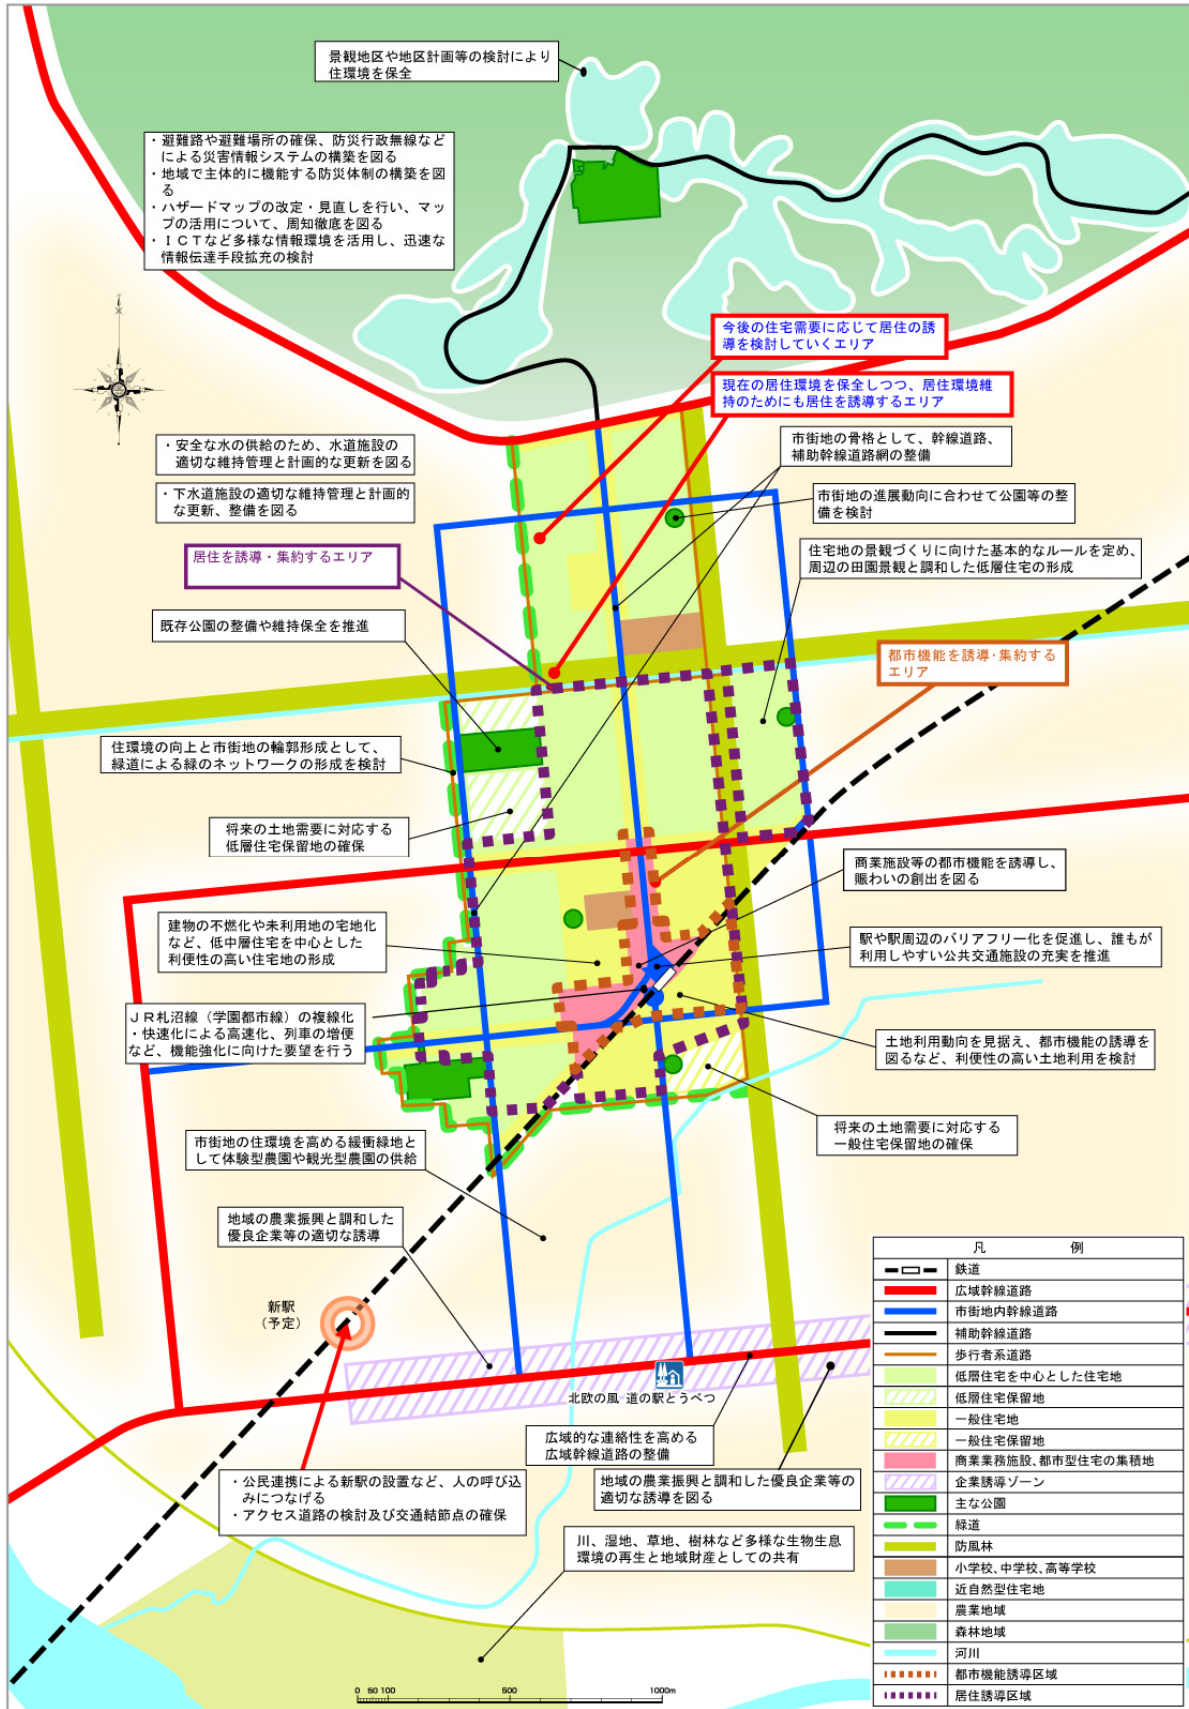 景観地区や地区計画等の検討により
住環境を保全
・避難路や避難場所の確保、防災行政無線など
による災害情報システムの構築を図る
・地域で主体的に機能する防災体制の構築を図
る
・ハザードマップの改定・見直しを行い、マッ
プの活用について、周知徹底を図る
・ＩＣＴなど多様な情報環境を活用し、迅速な
情報伝達手段拡充の検討
今後の住宅需要に応じて居住の誘
導を検討していくエリア
現在の居住環境を保全しつつ、居住環境維
持のためにも居住を誘導するエリア
・安全な水の供給のため、水道施設の
適切な維持管理と計画的な更新を図る
市街地の骨格として、幹線道路、
補助幹線道路網の整備
・下水道施設の適切な維持管理と計画的
な更新、整備を図る
市街地の進展動向に合わせて公園等の整
備を検討
居住を誘導・集約するエリア
住宅地の景観づくりに向けた基本的なルールを定め、
周辺の田園景観と調和した低層住宅の形成
既存公園の整備や維持保全を推進
都市機能を誘導・集約する
エリア
住環境の向上と市街地の輪郭形成として、
緑道による緑のネットワークの形成を検討
将来の土地需要に対応する
低層住宅保留地の確保
商業施設等の都市機能を誘導し、
賑わいの創出を図る
建物の不燃化や未利用地の宅地化
など、低中層住宅を中心とした
利便性の高い住宅地の形成
駅や駅周辺のバリアフリー化を促進し、誰もが
利用しやすい公共交通施設の充実を推進
ＪＲ札沼線（学園都市線）の複線化
・快速化による高速化、列車の増便
など、機能強化に向けた要望を行う
土地利用動向を見据え、都市機能の誘導を
図るなど、利便性の高い土地利用を検討
将来の土地需要に対応する
一般住宅保留地の確保
市街地の住環境を高める緩衝緑地と
して体験型農園や観光型農園の供給
地域の農業振興と調和した
優良企業等の適切な誘導
新駅
（予定）
北欧の風 道の駅とうべつ
広域的な連絡性を高める
広域幹線道路の整備
・公民連携による新駅の設置など、人の呼び込
みにつなげる
・アクセス道路の検討及び交通結節点の確保
地域の農業振興と調和した優良企業等の
適切な誘導を図る
川、湿地、草地、樹林など多様な生物生息
環境の再生と地域財産としての共有
凡 例
鉄道
広域幹線道路
市街地内幹線道路
補助幹線道路
歩行者系道路
低層住宅を中心とした住宅地
低層住宅保留地
一般住宅地
一般住宅保留地
商業業務施設、都市型住宅の集積地
企業誘導ゾーン
主な公園
緑道
防風林
小学校、中学校、高等学校
近自然型住宅地
農業地域
森林地域
河川
都市機能誘導区域
居住誘導区域
0 50 100 500 1000m